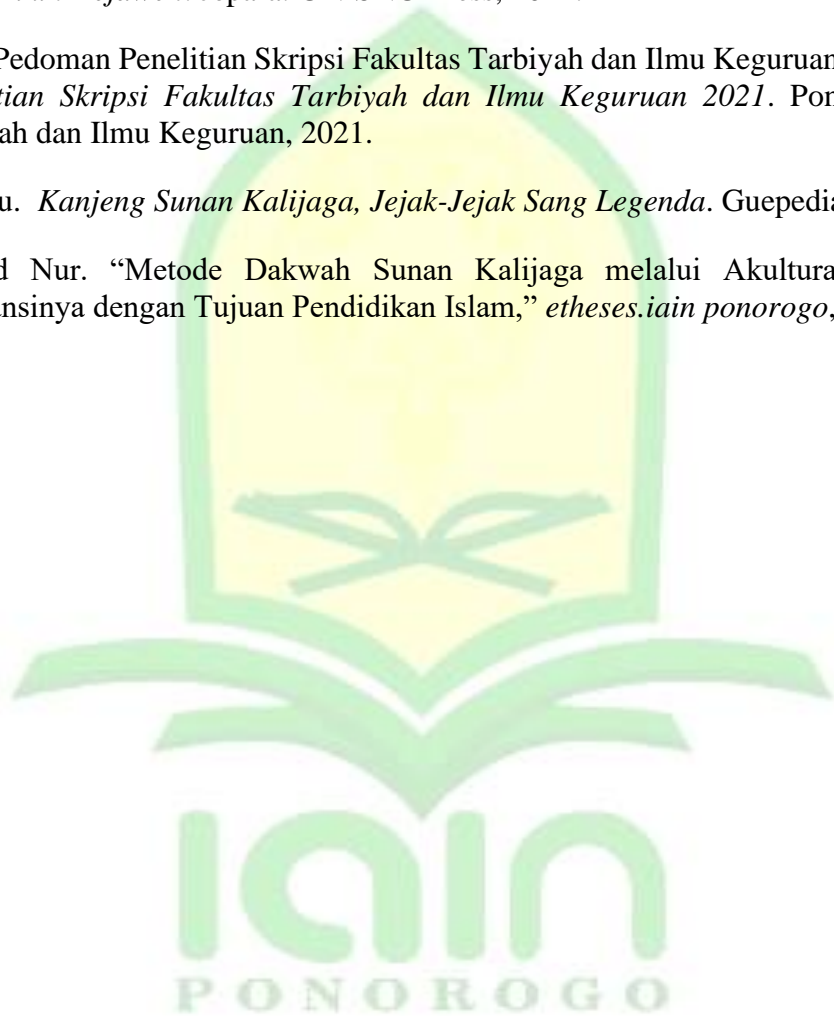 Pedoman Penelitian Skripsi Fakultas Tarbiyah dan Ilmu Keguruan
Skripsi Fakultas Tarbiyah dan Ilmu Keguruan 2021. Pon
dan Ilmu Keguruan, 2021.
u. Kanjeng Sunan Kalijaga, Jejak-Jejak Sang Legenda. Guepedia
d Nur. “Metode Dakwah Sunan Kalijaga melalui Akultura
ansinya dengan Tujuan Pendidikan Islam,” etheses.iain ponorogo,
iain
PONOROGO